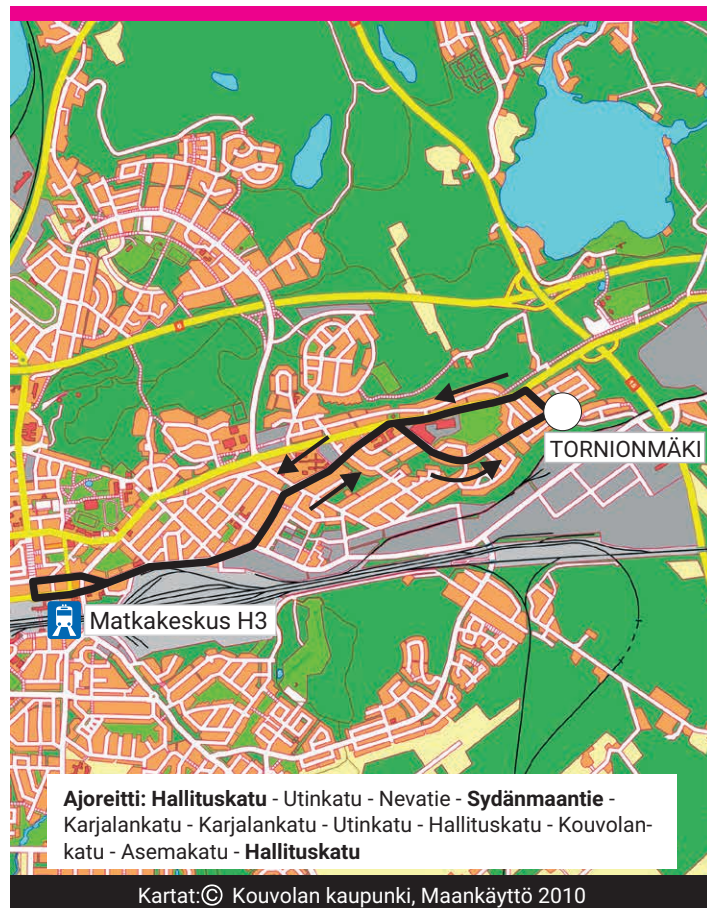 TORNIONMÄKI
Matkakeskus H3
Ajoreitti: Hallituskatu - Utinkatu - Nevatie - Sydänmaantie -
Karjalankatu - Karjalankatu - Utinkatu - Hallituskatu - Kouvolan-
katu - Asemakatu - Hallituskatu
Kartat:© Kouvolan kaupunki, Maankäyttö 2010